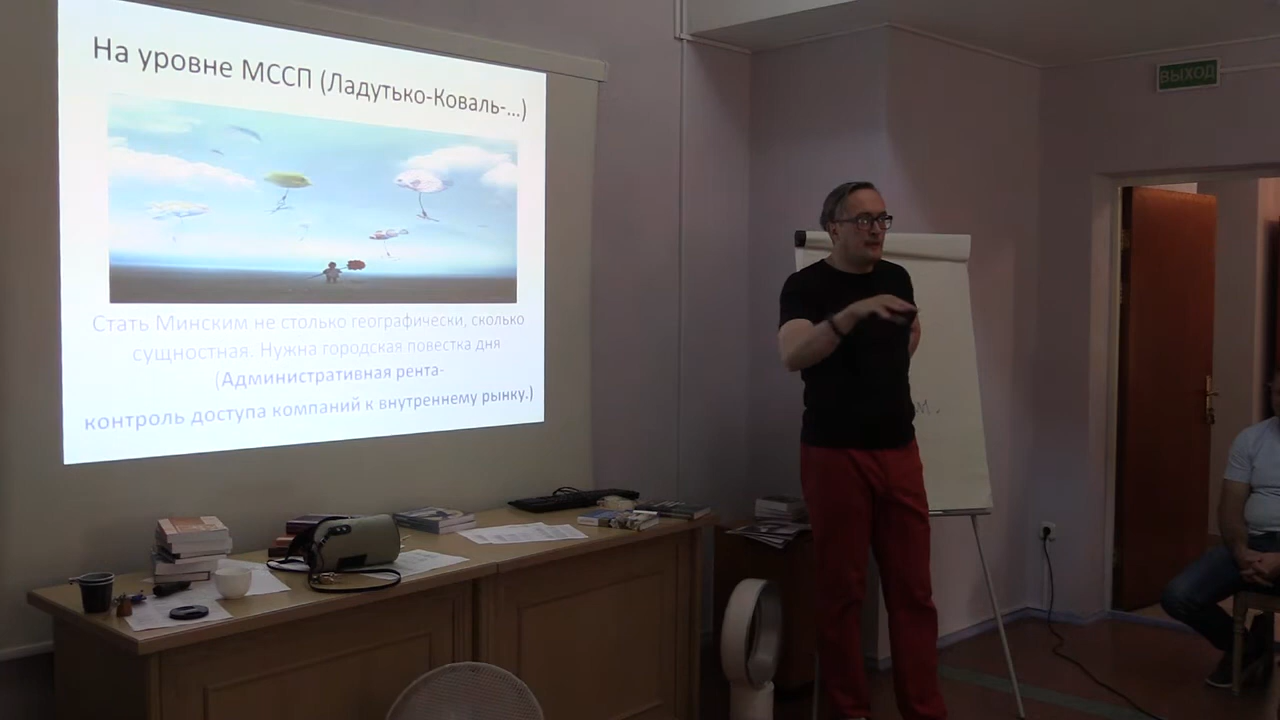 На уровне МССП (Ладутько-Коваль-...)
Стать Минским не столько географически, сколько
сущностная. Нужна городская повестка дня
(Административная рента-
контроль доступа компаний к внутреннему рынку.)
ВЫХОД